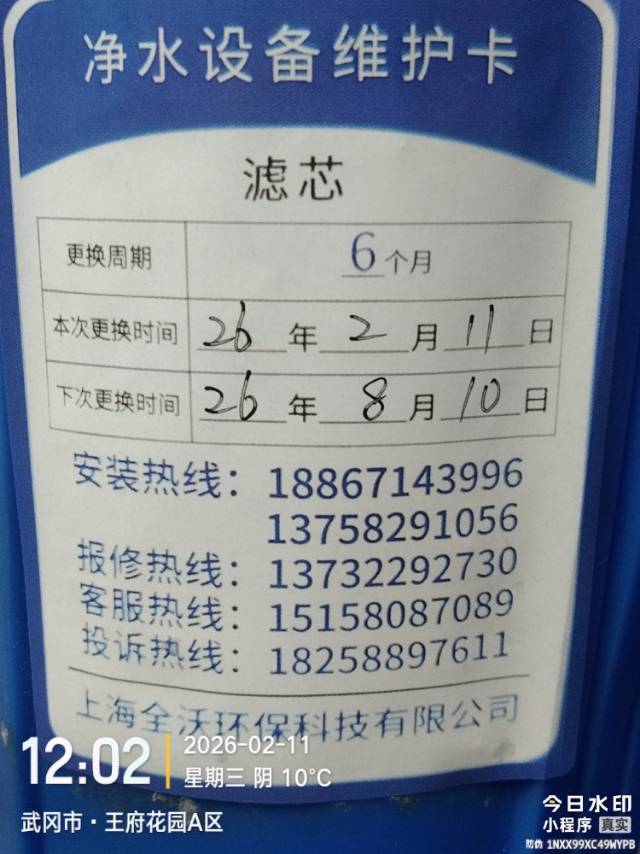 净水设备维护卡
滤芯
更换周期 6个月
本次更换时间 26年2月11日
下次更换时间 26年8月10日
安装热线：18867143996
13758291056
报修热线：13732292730
客服热线：15158087089
投诉热线：18258897611
上海全沃环保科技有限公司
12:02
2026-02-11
星期三 阴 10℃
武冈市·王府花园A区
今日水印
小程序 真实
防伪 1NXX99XC49WYPB